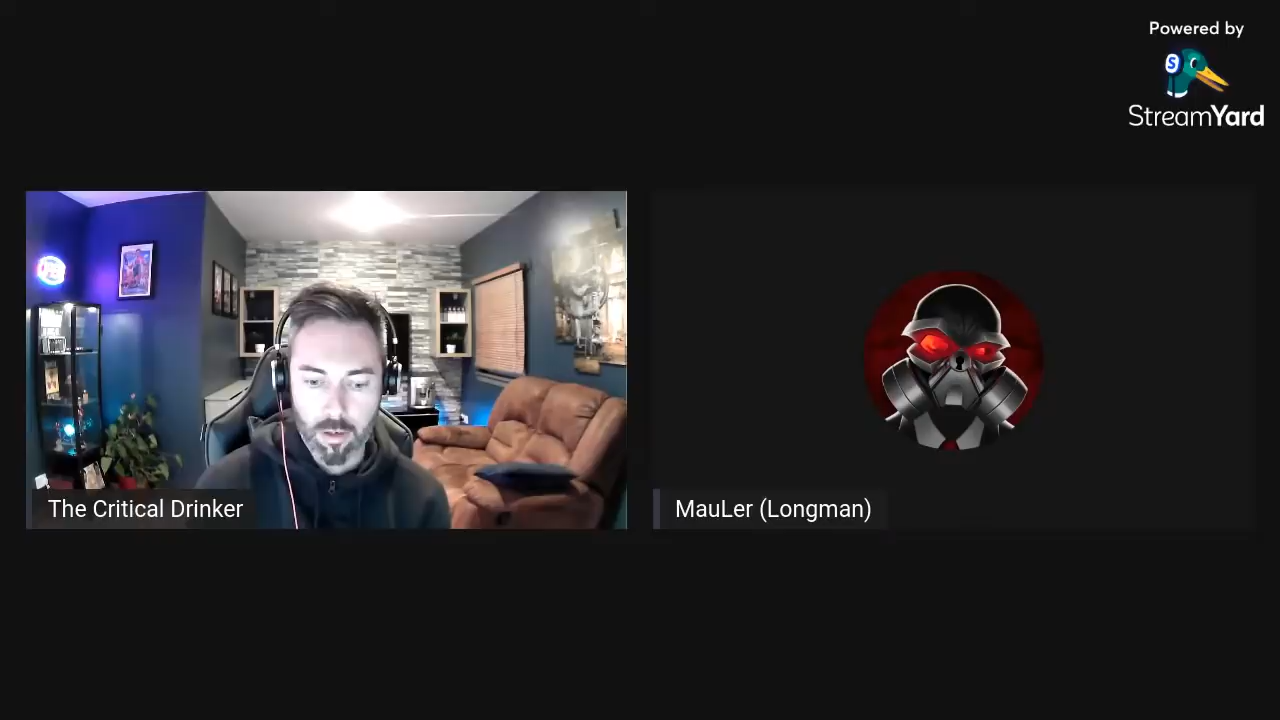 Powered by
S
StreamYard
The Critical Drinker
MauLer (Longman)